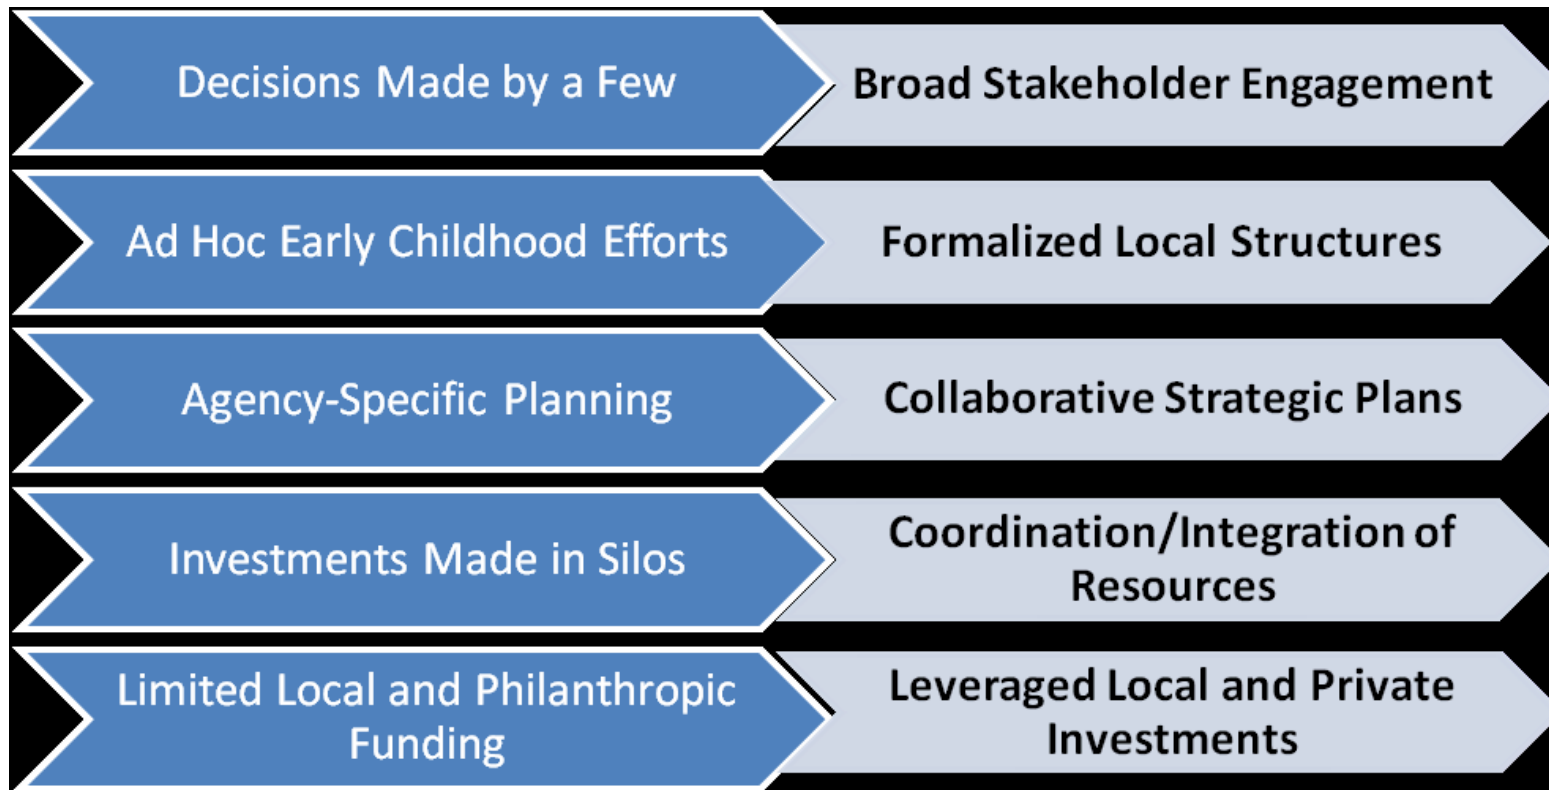 Decisions Made by a Few
Broad Stakeholder Engagement
Ad Hoc Early Childhood Efforts
Formalized Local Structures
Agency-Specific Planning
Collaborative Strategic Plans
Investments Made in Silos
Coordination/Integration of
Resources
Limited Local and Philanthropic
Funding
Leveraged Local and Private
Investments